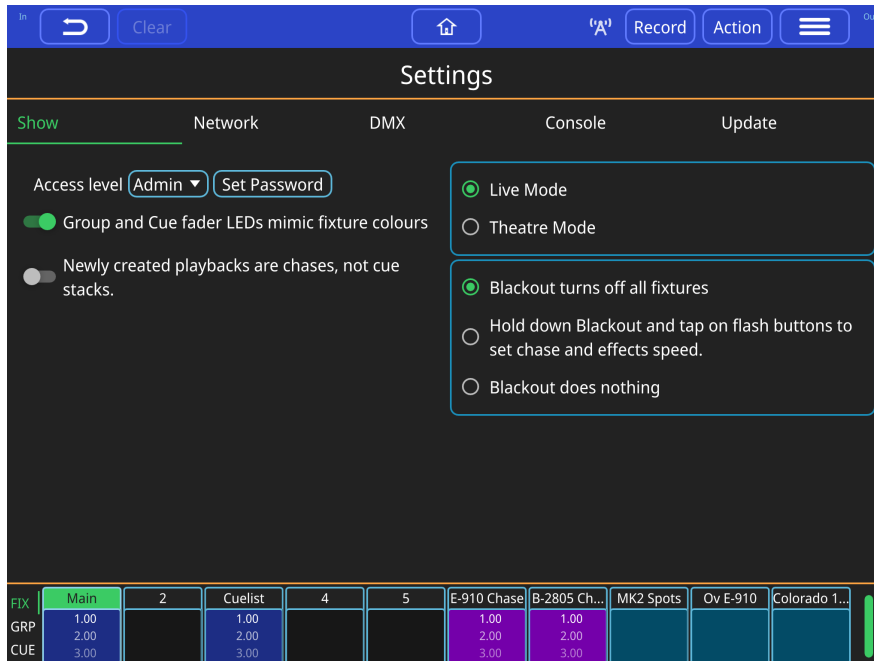 In
Clear
Record
Action
Settings
Show
Network
DMX
Console
Update
Access level
Admin
Set Password
Group and Cue fader LEDs mimic fixture colours
Newly created playbacks are chases, not cue
stacks.
Live Mode
Theatre Mode
Blackout turns off all fixtures
Hold down Blackout and tap on flash buttons to
set chase and effects speed.
Blackout does nothing
FIX
GRP
CUE
Main
1.00
2.00
3.00
2
Cuelist
1.00
2.00
3.00
4
5
E-910 Chase
1.00
2.00
3.00
B-2805 Ch...
1.00
2.00
3.00
MK2 Spots
Ov E-910
Colorado 1...